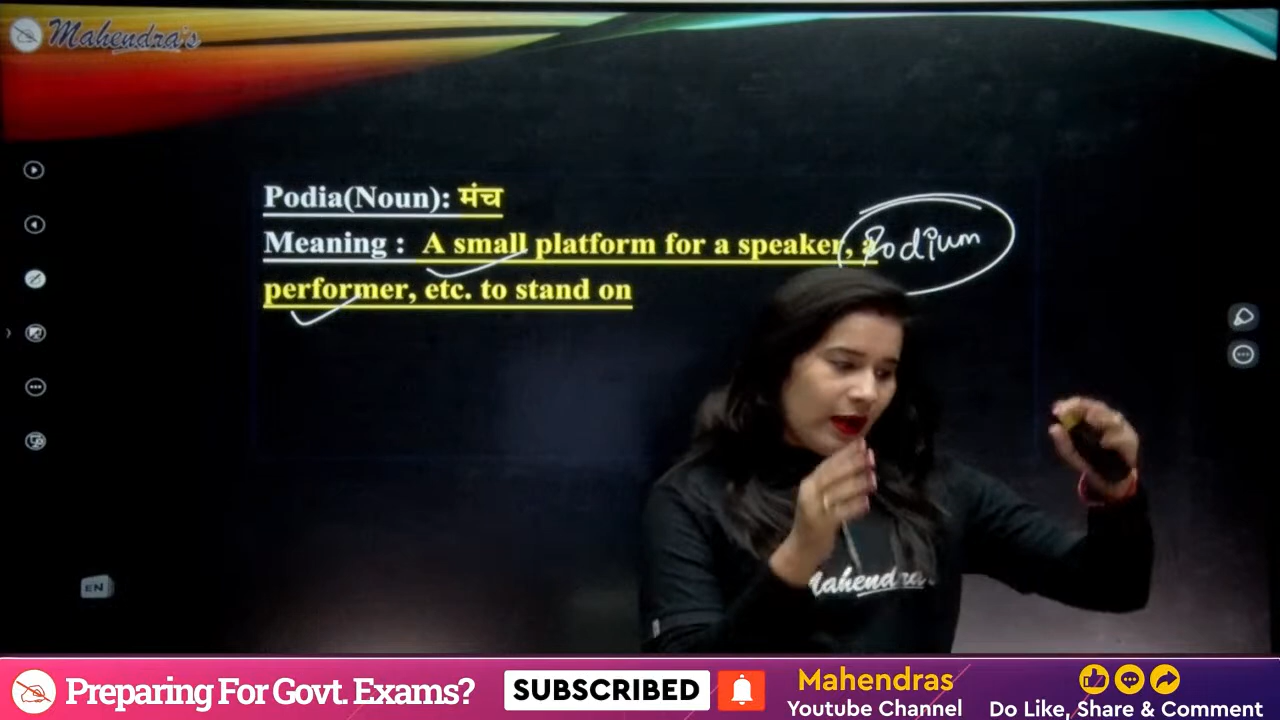 Mahendra's
Podia(Noun): मंच
Podium
Meaning : A small platform for a speaker, a
performer, etc. to stand on
Mahendra's
EN
Preparing For Govt. Exams?
SUBSCRIBED
Mahendras
Youtube Channel
Do Like, Share & Comment